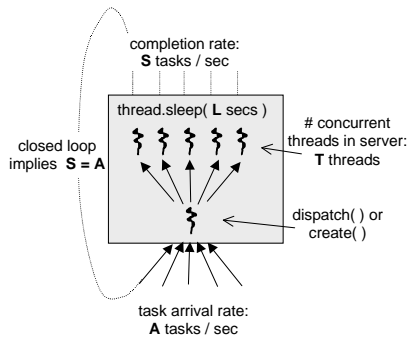 completion rate:
S tasks / sec
thread.sleep( L secs )
# concurrent
threads in server:
T threads
closed loop
implies S = A
dispatch( ) or
create( )
task arrival rate:
A tasks / sec